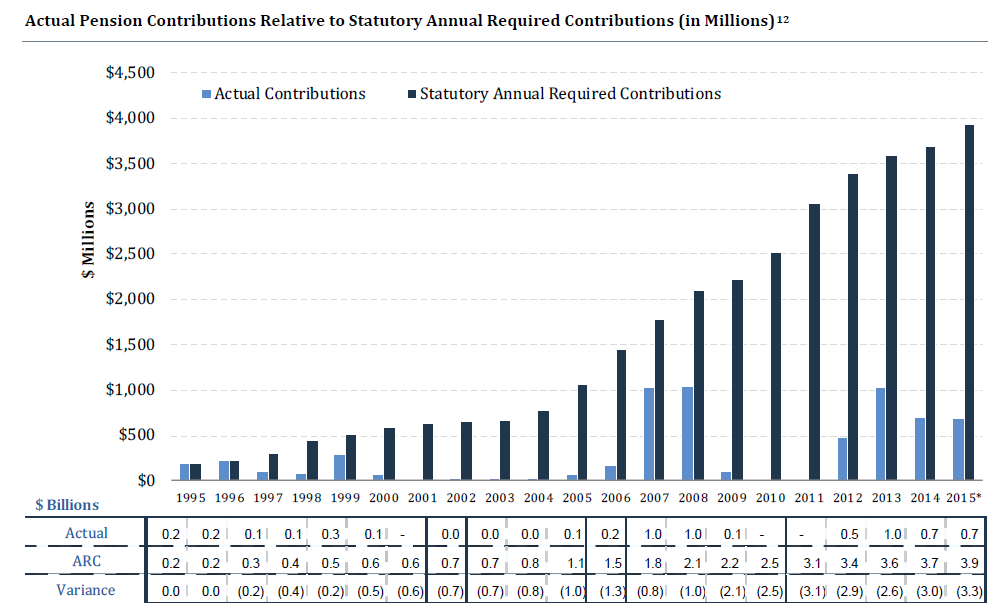 Actual Pension Contributions Relative to Statutory Annual Required Contributions (in Millions)12
$4,500
Actual Contributions Statutory Annual Required Contributions
$4,000
$3,500
$3,000
$2,500
$2,000
$1,500
$1,000
$500
$0
$ Millions
1995 1996 1997 1998 1999 2000 2001 2002 2003 2004 2005 2006 2007 2008 2009 2010 2011 2012 2013 2014 2015*
$ Billions
Actual 0.2 0.2 0.1 0.1 0.3 0.1 - 0.0 0.0 0.0 0.1 0.2 1.0 1.0 0.1 - - 0.5 1.0 0.7 0.7
ARC 0.2 0.2 0.3 0.4 0.5 0.6 0.6 0.7 0.7 0.8 1.1 1.5 1.8 2.1 2.2 2.5 3.1 3.4 3.6 3.7 3.9
Variance 0.0 0.0 (0.2) (0.4) (0.2) (0.5) (0.6) (0.7) (0.7) (0.8) (1.0) (1.3) (0.8) (1.0) (2.1) (2.5) (3.1) (2.9) (2.6) (3.0) (3.3)